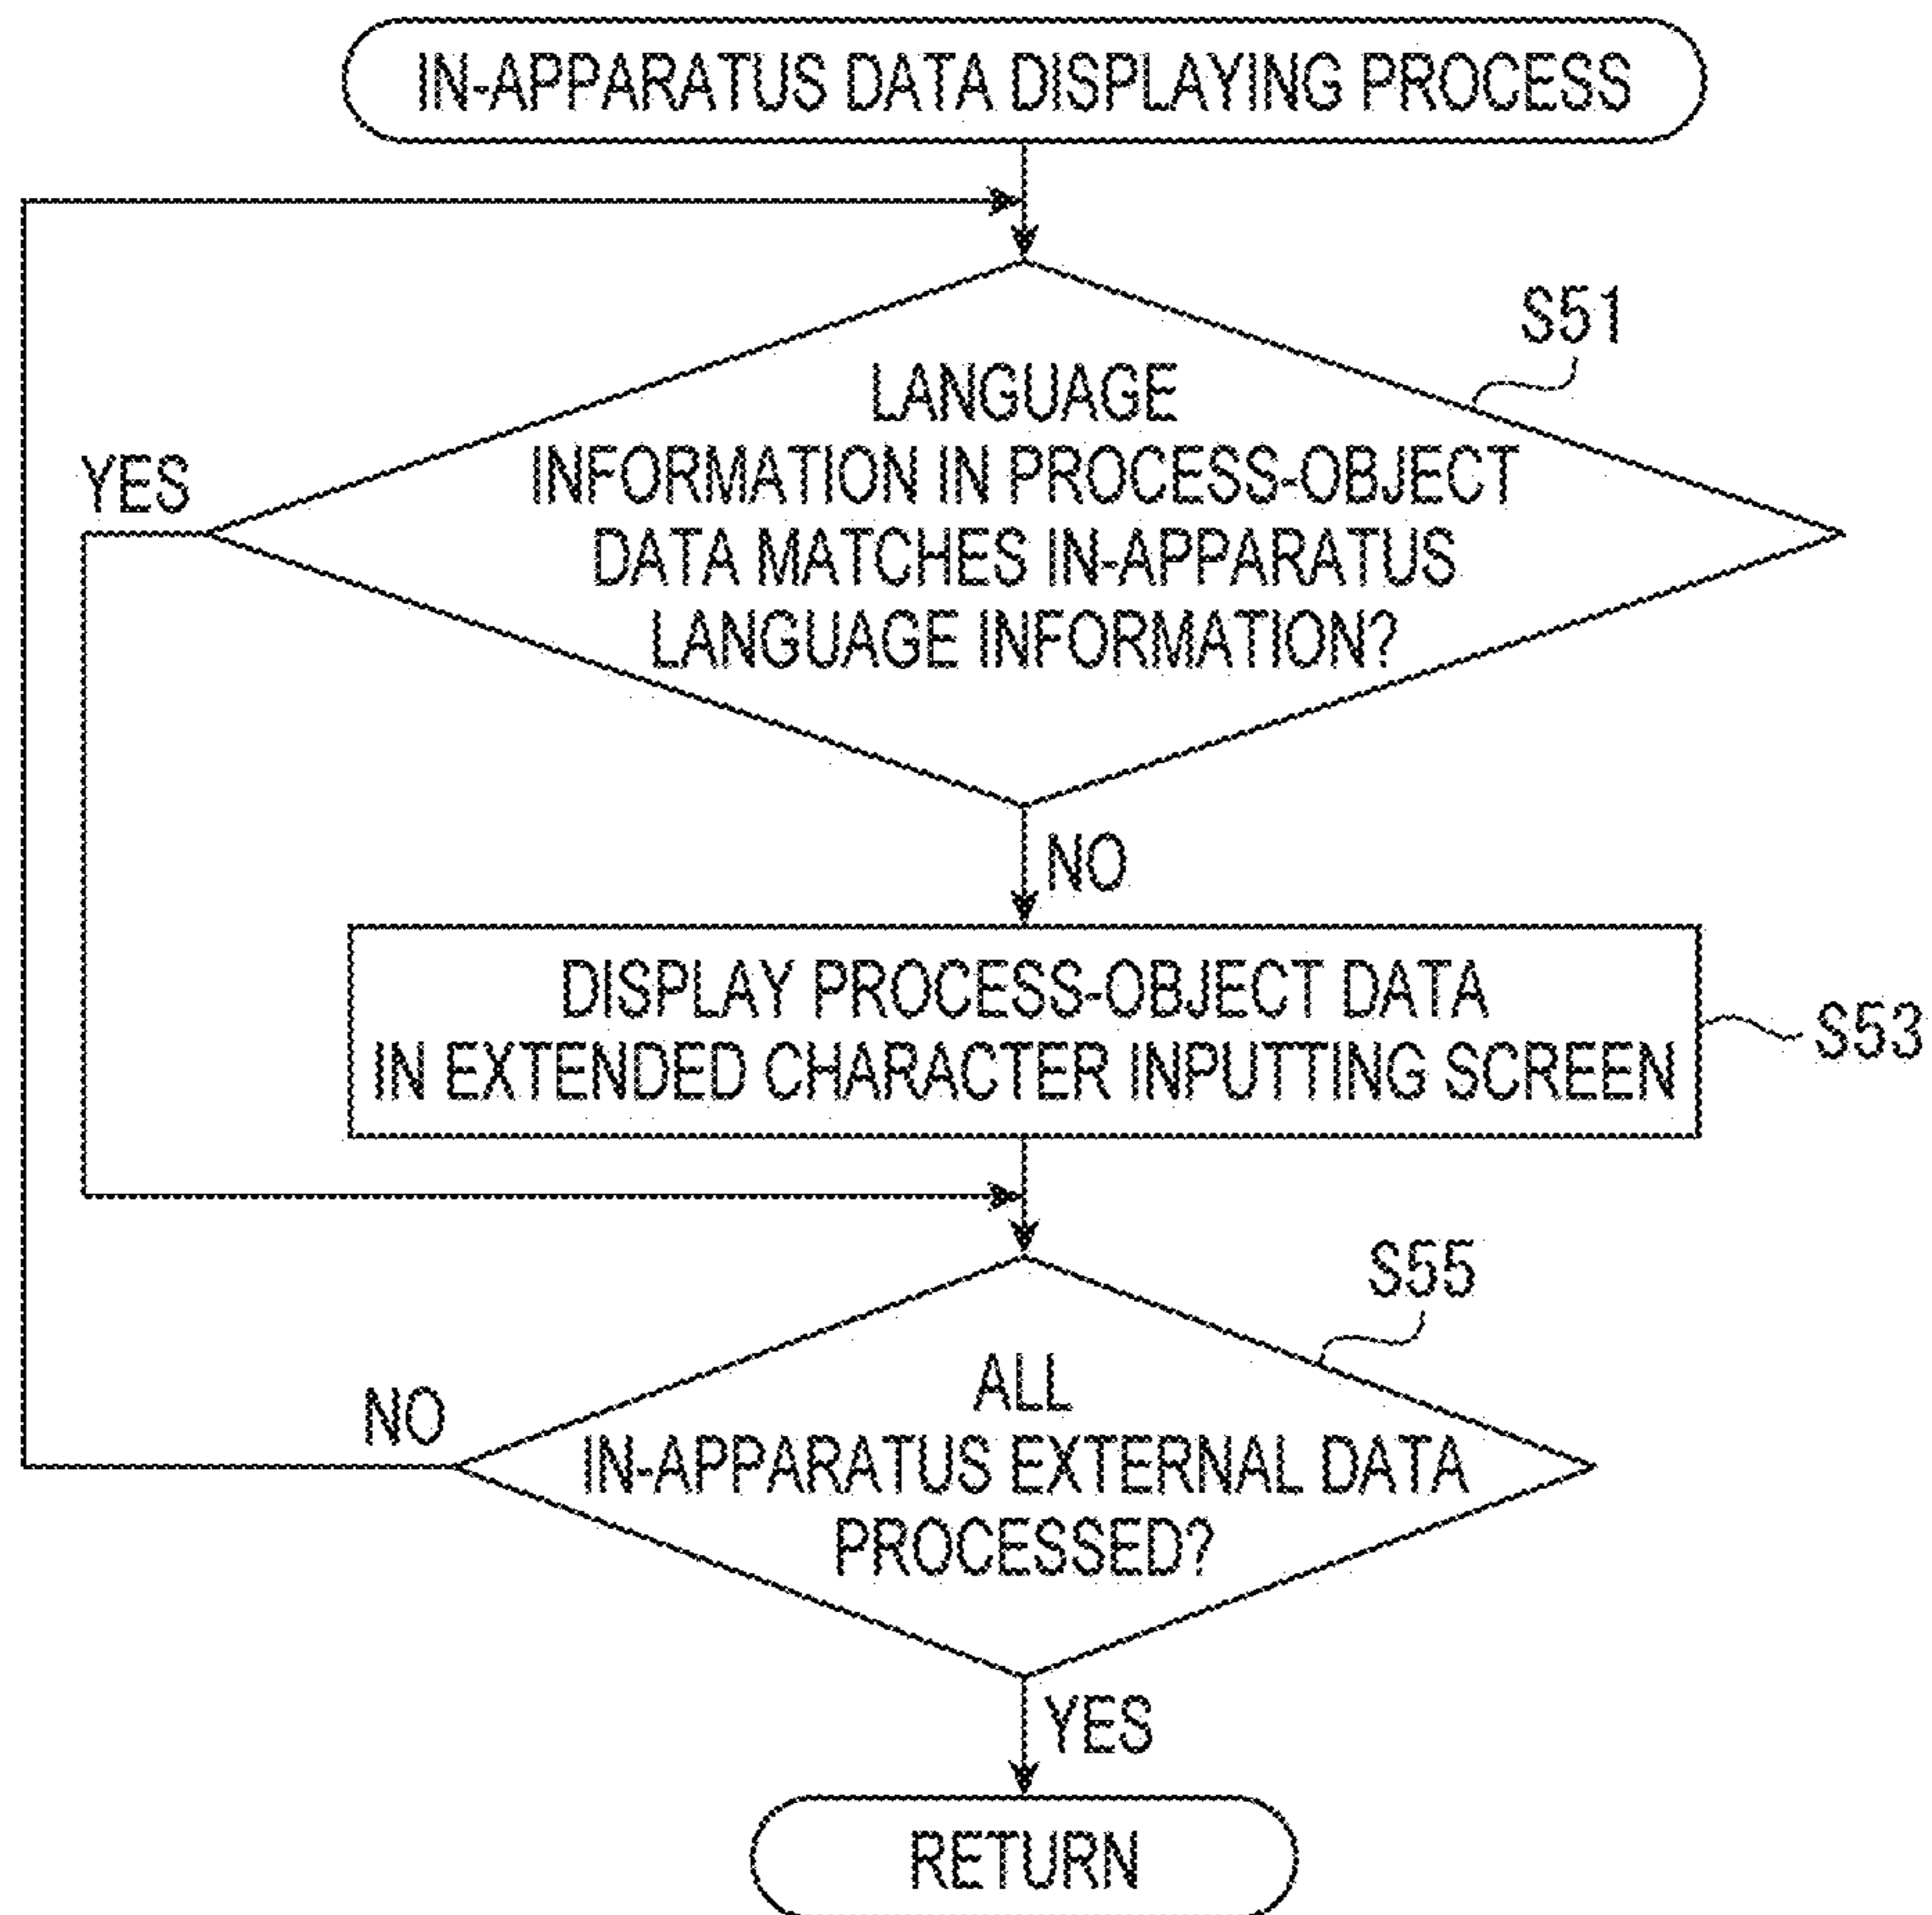 IN-APPARATUS DATA DISPLAYING PROCESS
S51
LANGUAGE
INFORMATION IN PROCESS-OBJECT
DATA MATCHES IN-APPARATUS
LANGUAGE INFORMATION?
YES
NO
DISPLAY PROCESS-OBJECT DATA
IN EXTENDED CHARACTER INPUTTING SCREEN
S53
S55
ALL
IN-APPARATUS EXTERNAL DATA
PROCESSED?
NO
YES
RETURN